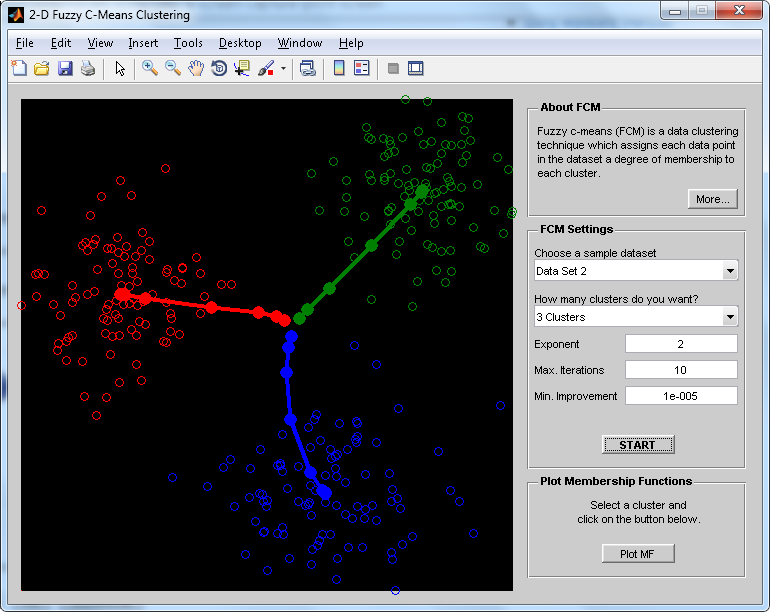 2-D Fuzzy C-Means Clustering
File Edit View Insert Tools Desktop Window Help
About FCM
Fuzzy c-means (FCM) is a data clustering
technique which assigns each data point
in the dataset a degree of membership to
each cluster.
More...
FCM Settings
Choose a sample dataset
Data Set 2
How many clusters do you want?
3 Clusters
Exponent 2
Max. Iterations 10
Min. Improvement 1e-005
START
Plot Membership Functions
Select a cluster and
click on the button below.
Plot MF